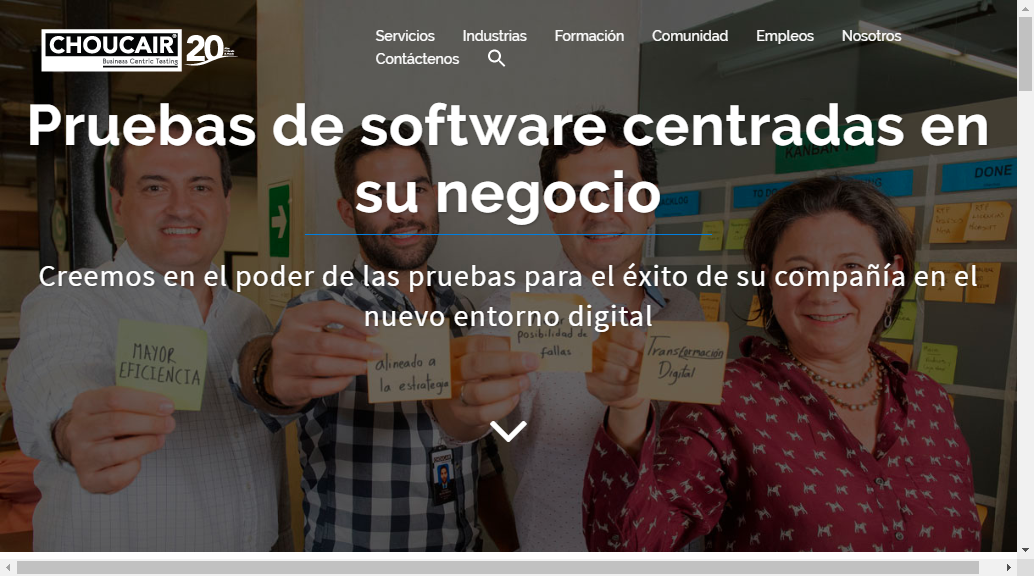 CHOUCAIR®
Business Centric Testing
20
Servicios Industrias Formación Comunidad Empleos Nosotros
Contáctenos
Pruebas de software centradas en
su negocio
Creemos en el poder de las pruebas para el éxito de su compañía en el
nuevo entorno digital
KANBAN
BACKLOG
TO DO
DONE
MAYOR
EFICIENCIA
alineado a
la estrategia
posibilidad de
fallas
Transformación
Digital